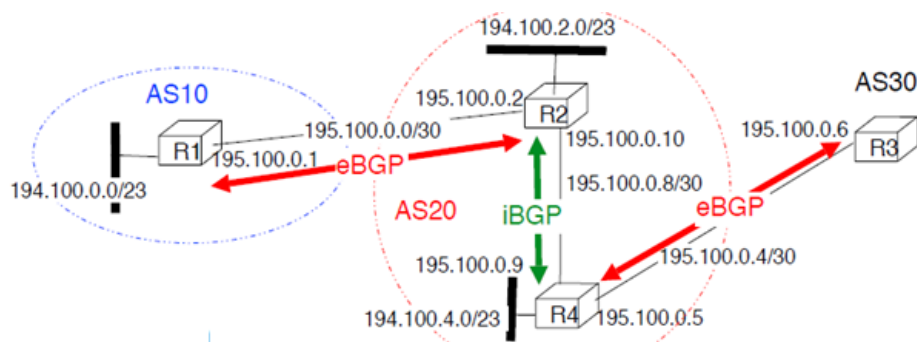 194.100.2.0/23
AS10
AS20
AS30
195.100.0.2
R2
195.100.0.0/30
R1
195.100.0.1
eBGP
195.100.0.10
195.100.0.6
R3
194.100.0.0/23
195.100.0.8/30
iBGP
eBGP
195.100.0.9
195.100.0.4/30
194.100.4.0/23
R4
195.100.0.5